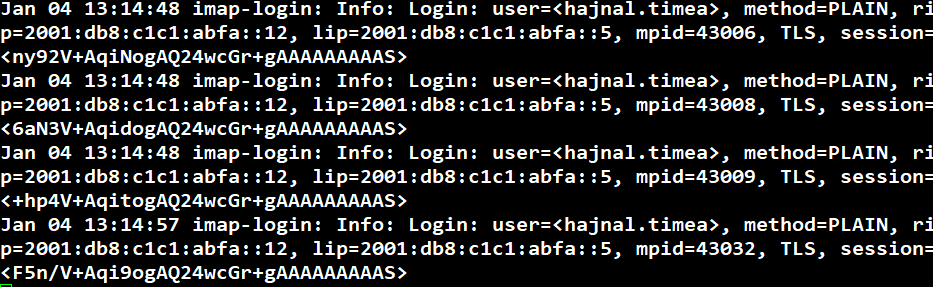 Jan 04 13:14:48 imap-login: Info: Login: user=<hajnal.timea>, method=PLAIN, ri
p=2001:db8:c1c1:abfa::12, lip=2001:db8:c1c1:abfa::5, mpid=43006, TLS, session=
<ny92V+AqiNogAQ24wcGr+gAAAAAAAAAS>
Jan 04 13:14:48 imap-login: Info: Login: user=<hajnal.timea>, method=PLAIN, ri
p=2001:db8:c1c1:abfa::12, lip=2001:db8:c1c1:abfa::5, mpid=43008, TLS, session=
<6aN3V+AqidogAQ24wcGr+gAAAAAAAAAS>
Jan 04 13:14:48 imap-login: Info: Login: user=<hajnal.timea>, method=PLAIN, ri
p=2001:db8:c1c1:abfa::12, lip=2001:db8:c1c1:abfa::5, mpid=43009, TLS, session=
<+hp4V+AqitogAQ24wcGr+gAAAAAAAAAS>
Jan 04 13:14:57 imap-login: Info: Login: user=<hajnal.timea>, method=PLAIN, ri
p=2001:db8:c1c1:abfa::12, lip=2001:db8:c1c1:abfa::5, mpid=43032, TLS, session=
<F5n/V+Aqi9ogAQ24wcGr+gAAAAAAAAAS>